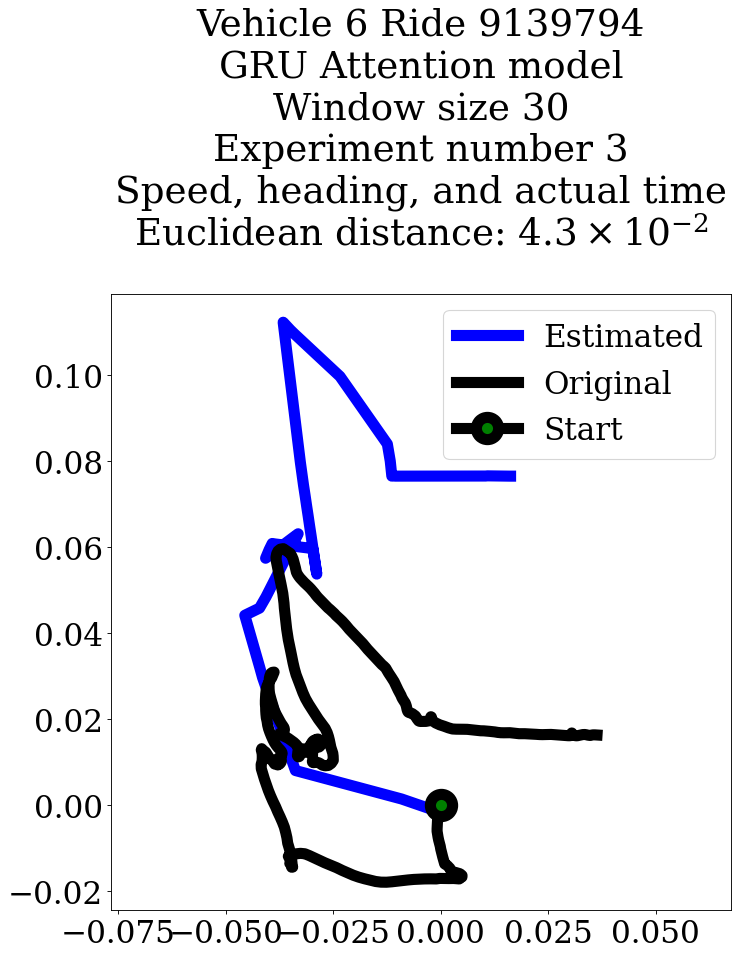 Vehicle 6 Ride 9139794
GRU Attention model
Window size 30
Experiment number 3
Speed, heading, and actual time
Euclidean distance: 4.3 × 10⁻²
Estimated
Original
Start
0.10
0.08
0.06
0.04
0.02
0.00
−0.02
−0.075 −0.050 −0.025 0.000 0.025 0.050